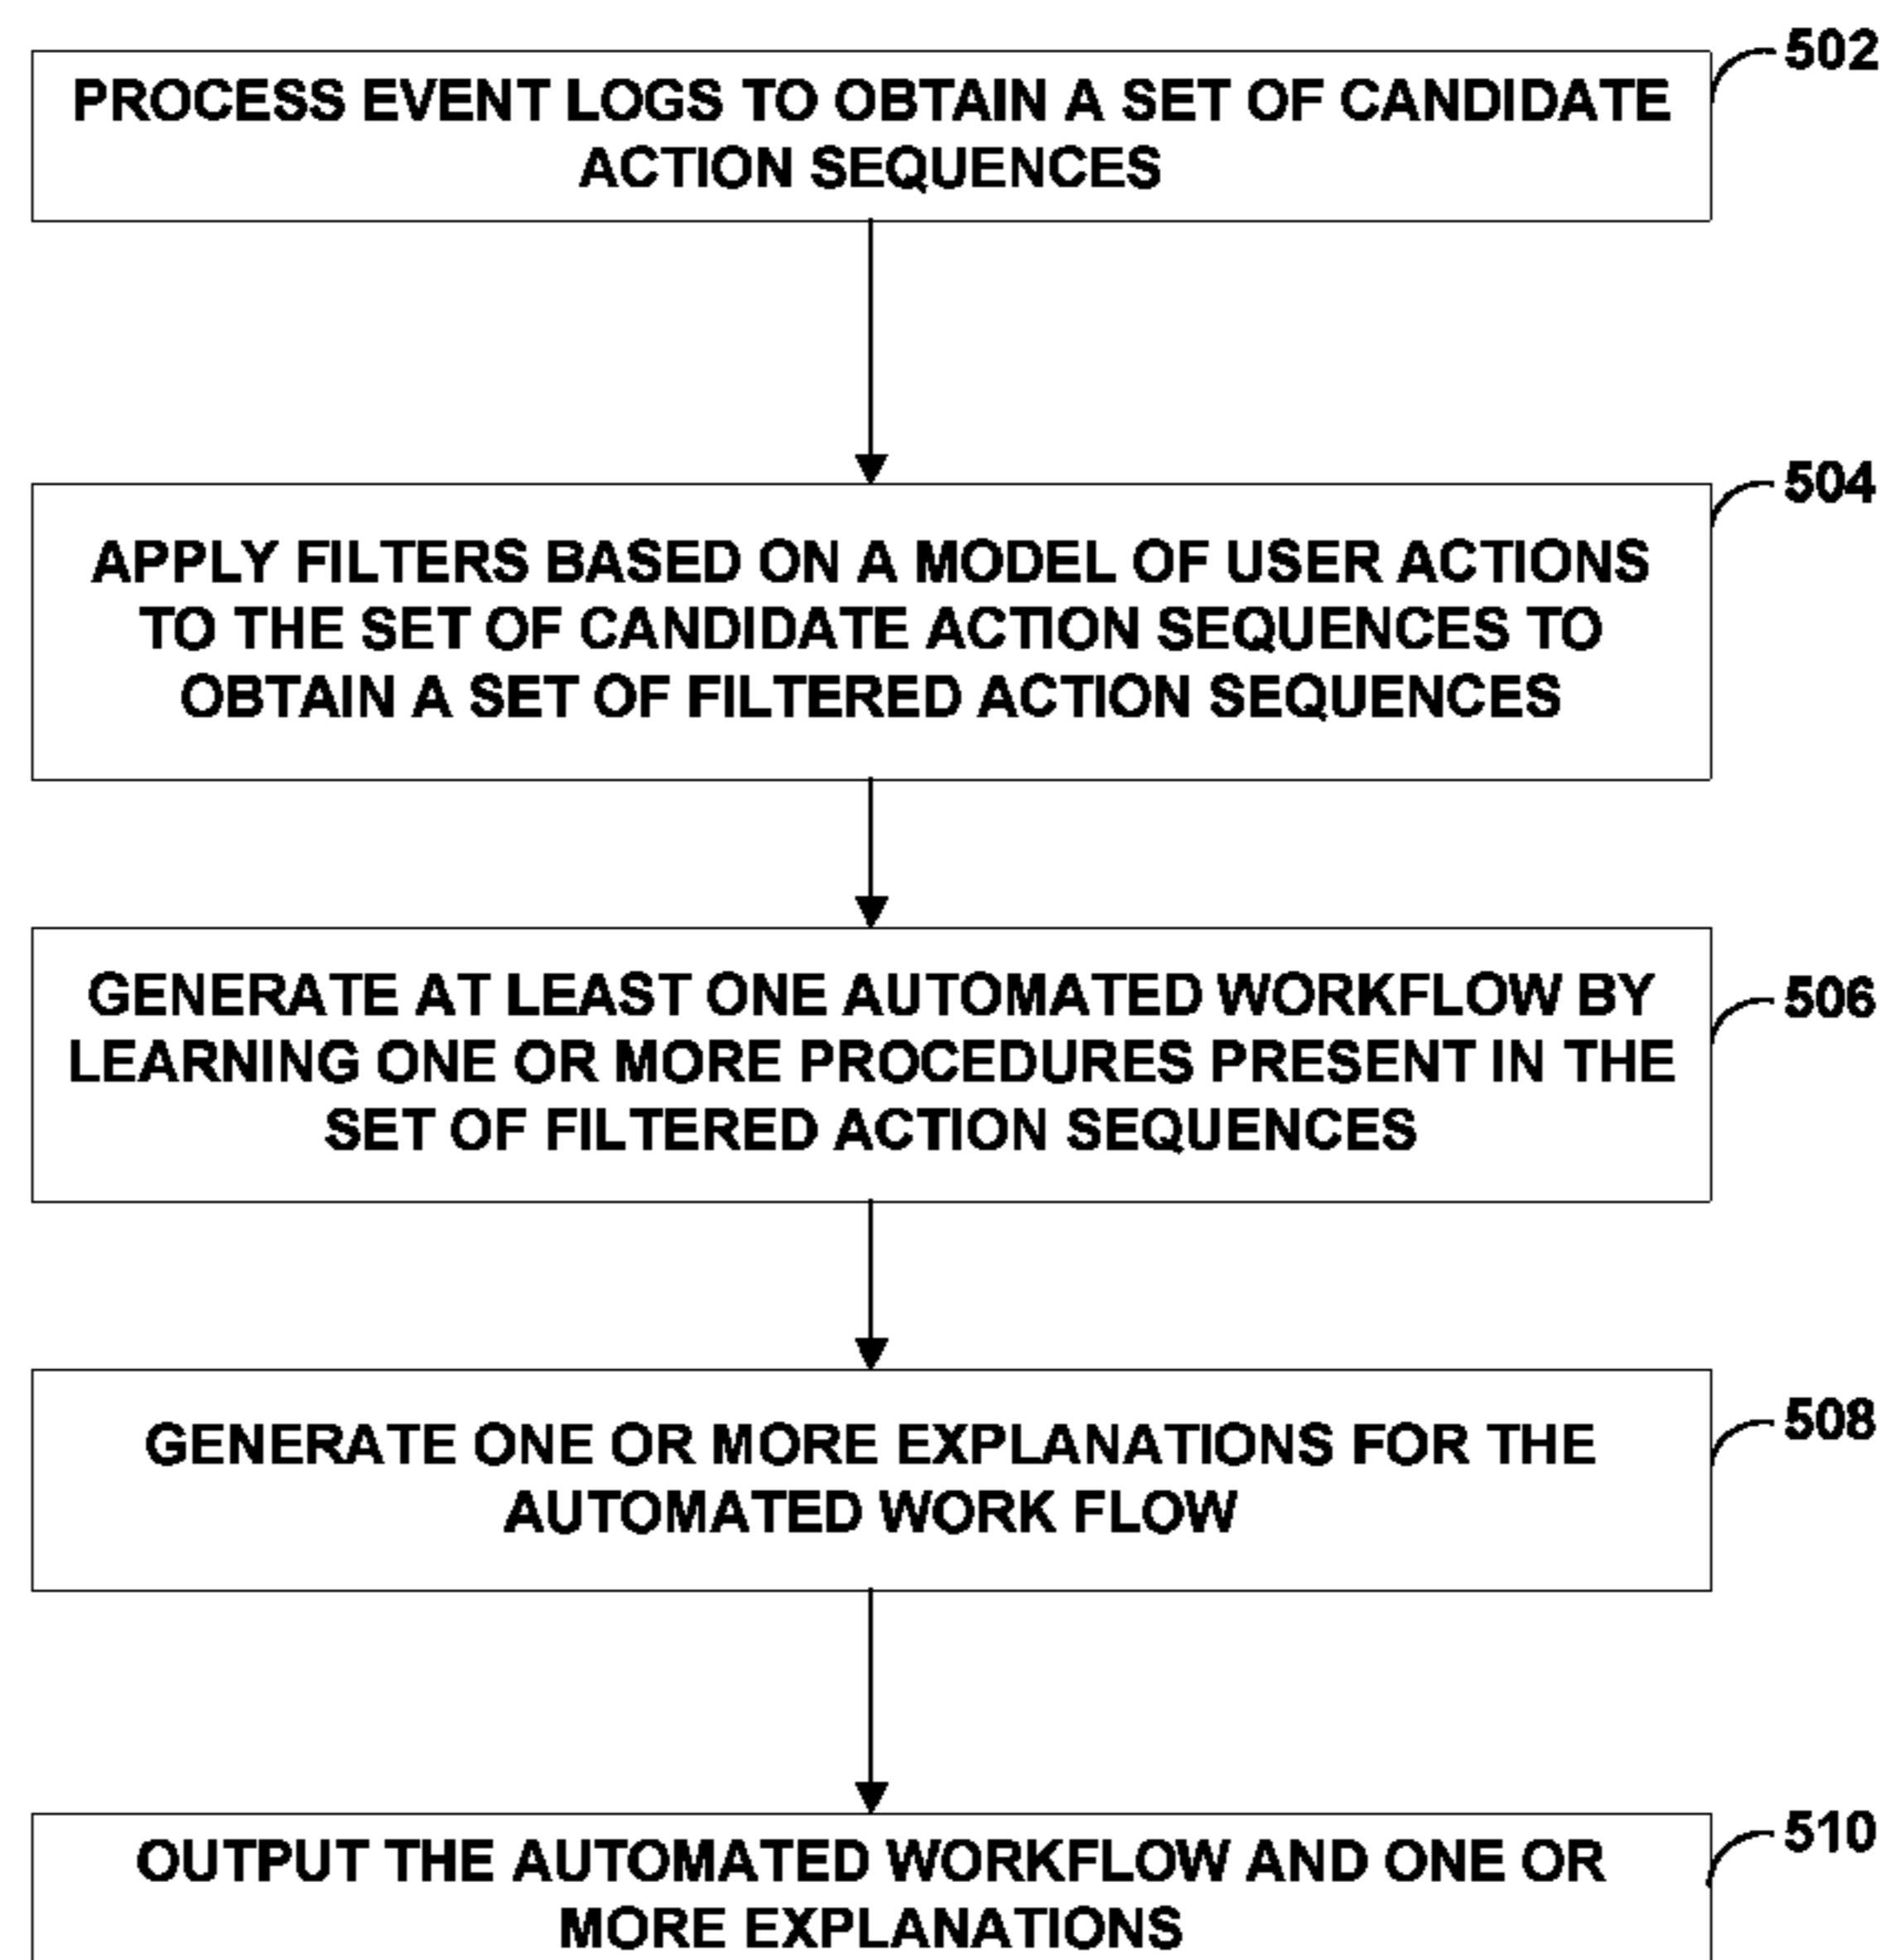 502
PROCESS EVENT LOGS TO OBTAIN A SET OF CANDIDATE
ACTION SEQUENCES
504
APPLY FILTERS BASED ON A MODEL OF USER ACTIONS
TO THE SET OF CANDIDATE ACTION SEQUENCES TO
OBTAIN A SET OF FILTERED ACTION SEQUENCES
506
GENERATE AT LEAST ONE AUTOMATED WORKFLOW BY
LEARNING ONE OR MORE PROCEDURES PRESENT IN THE
SET OF FILTERED ACTION SEQUENCES
508
GENERATE ONE OR MORE EXPLANATIONS FOR THE
AUTOMATED WORK FLOW
510
OUTPUT THE AUTOMATED WORKFLOW AND ONE OR
MORE EXPLANATIONS